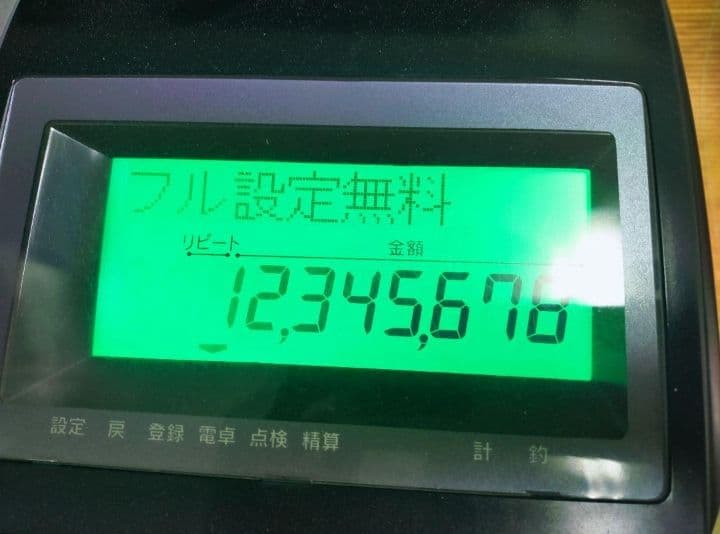 フル設定無料
リピート 金額
12,345,678
設定 戻 登録 電卓 点検 精算 計 釣